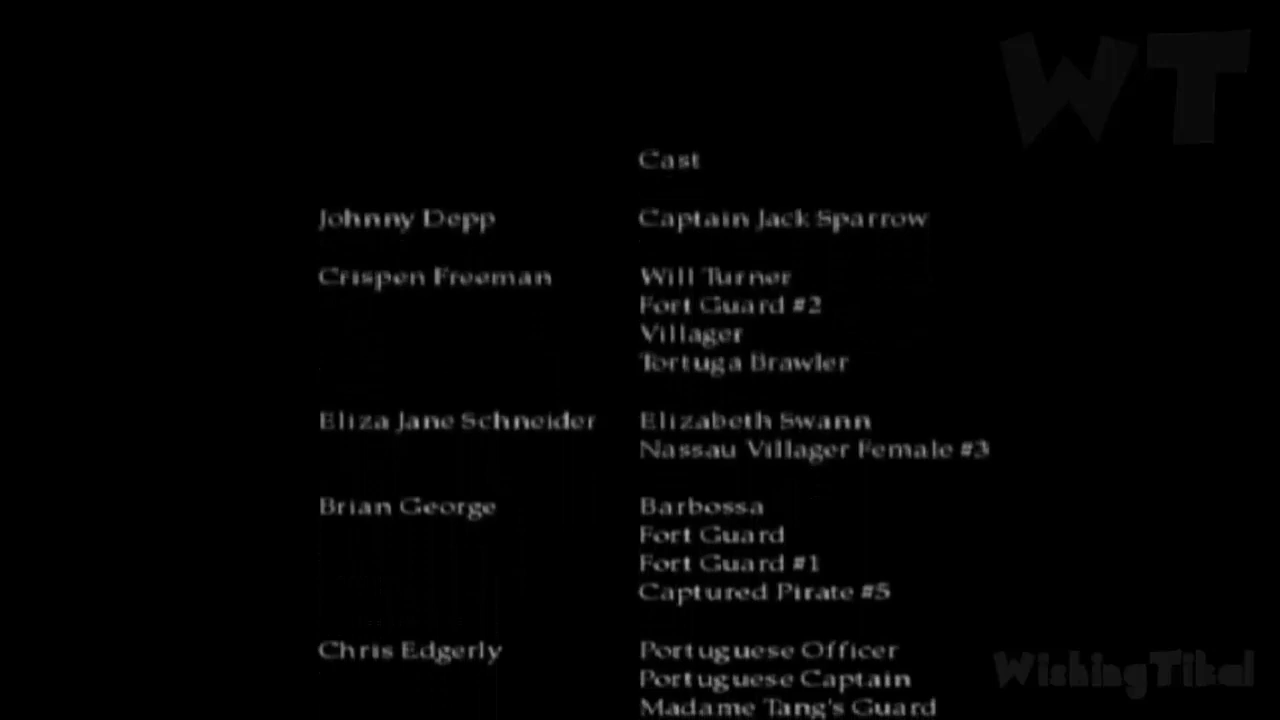 WT
Cast
Johnny Depp Captain Jack Sparrow
Crispen Freeman Will Turner
Fort Guard #2
Villager
Tortuga Brawler
Eliza Jane Schneider Elizabeth Swann
Nassau Villager Female #3
Brian George Barbossa
Fort Guard
Fort Guard #1
Captured Pirate #5
Chris Edgerly Portuguese Officer
Portuguese Captain
Madame Tang's Guard
WishingTikal